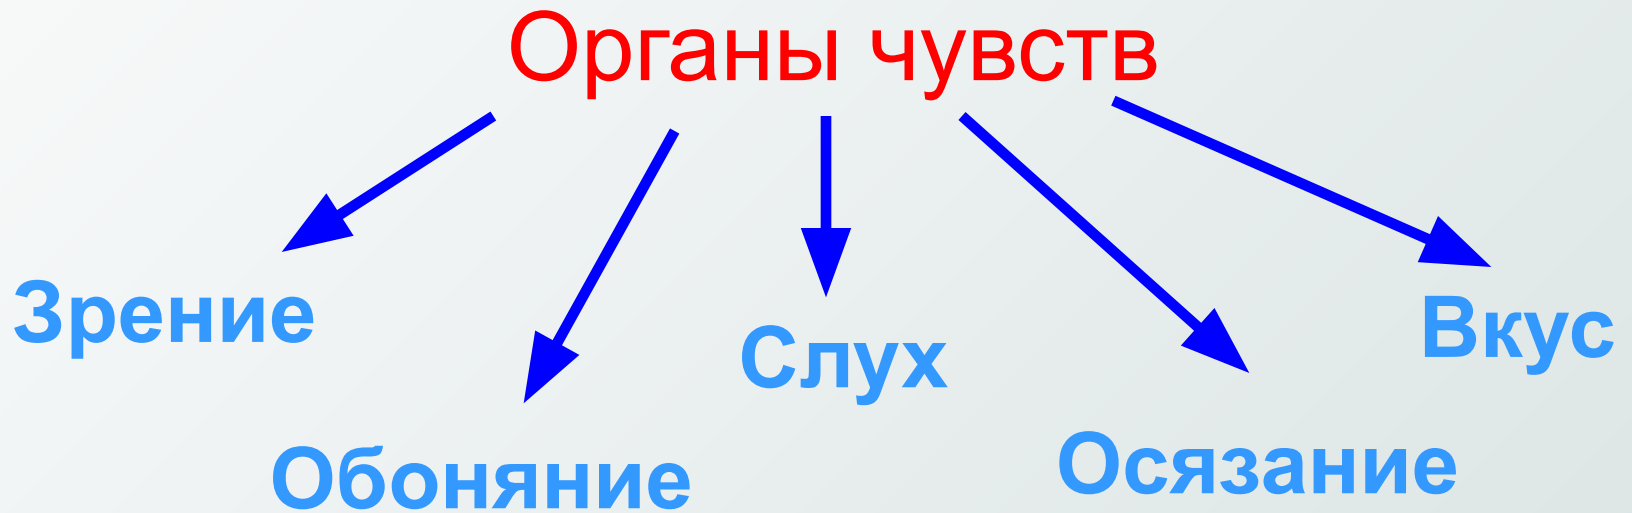 Органы чувств
Зрение
Обоняние
Слух
Осязание
Вкус